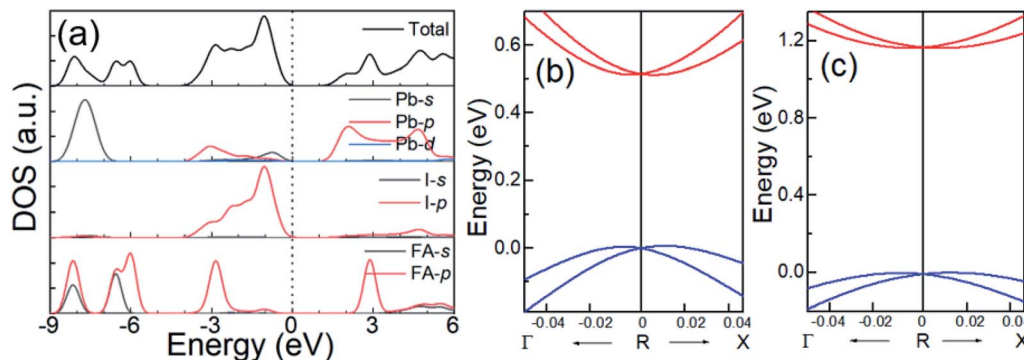 (a)
Total
Pb-s
Pb-p
Pb-d
I-s
I-p
FA-s
FA-p
DOS (a.u.)
-9 -6 -3 0 3 6
Energy (eV)
(b)
Energy (eV)
0.6
0.4
0.2
0.0
-0.04 -0.02 0 0.02 0.04
Γ ← R → X
(c)
Energy (eV)
1.2
0.8
0.4
0.0
-0.04 -0.02 0 0.02 0.0
Γ ← R → X